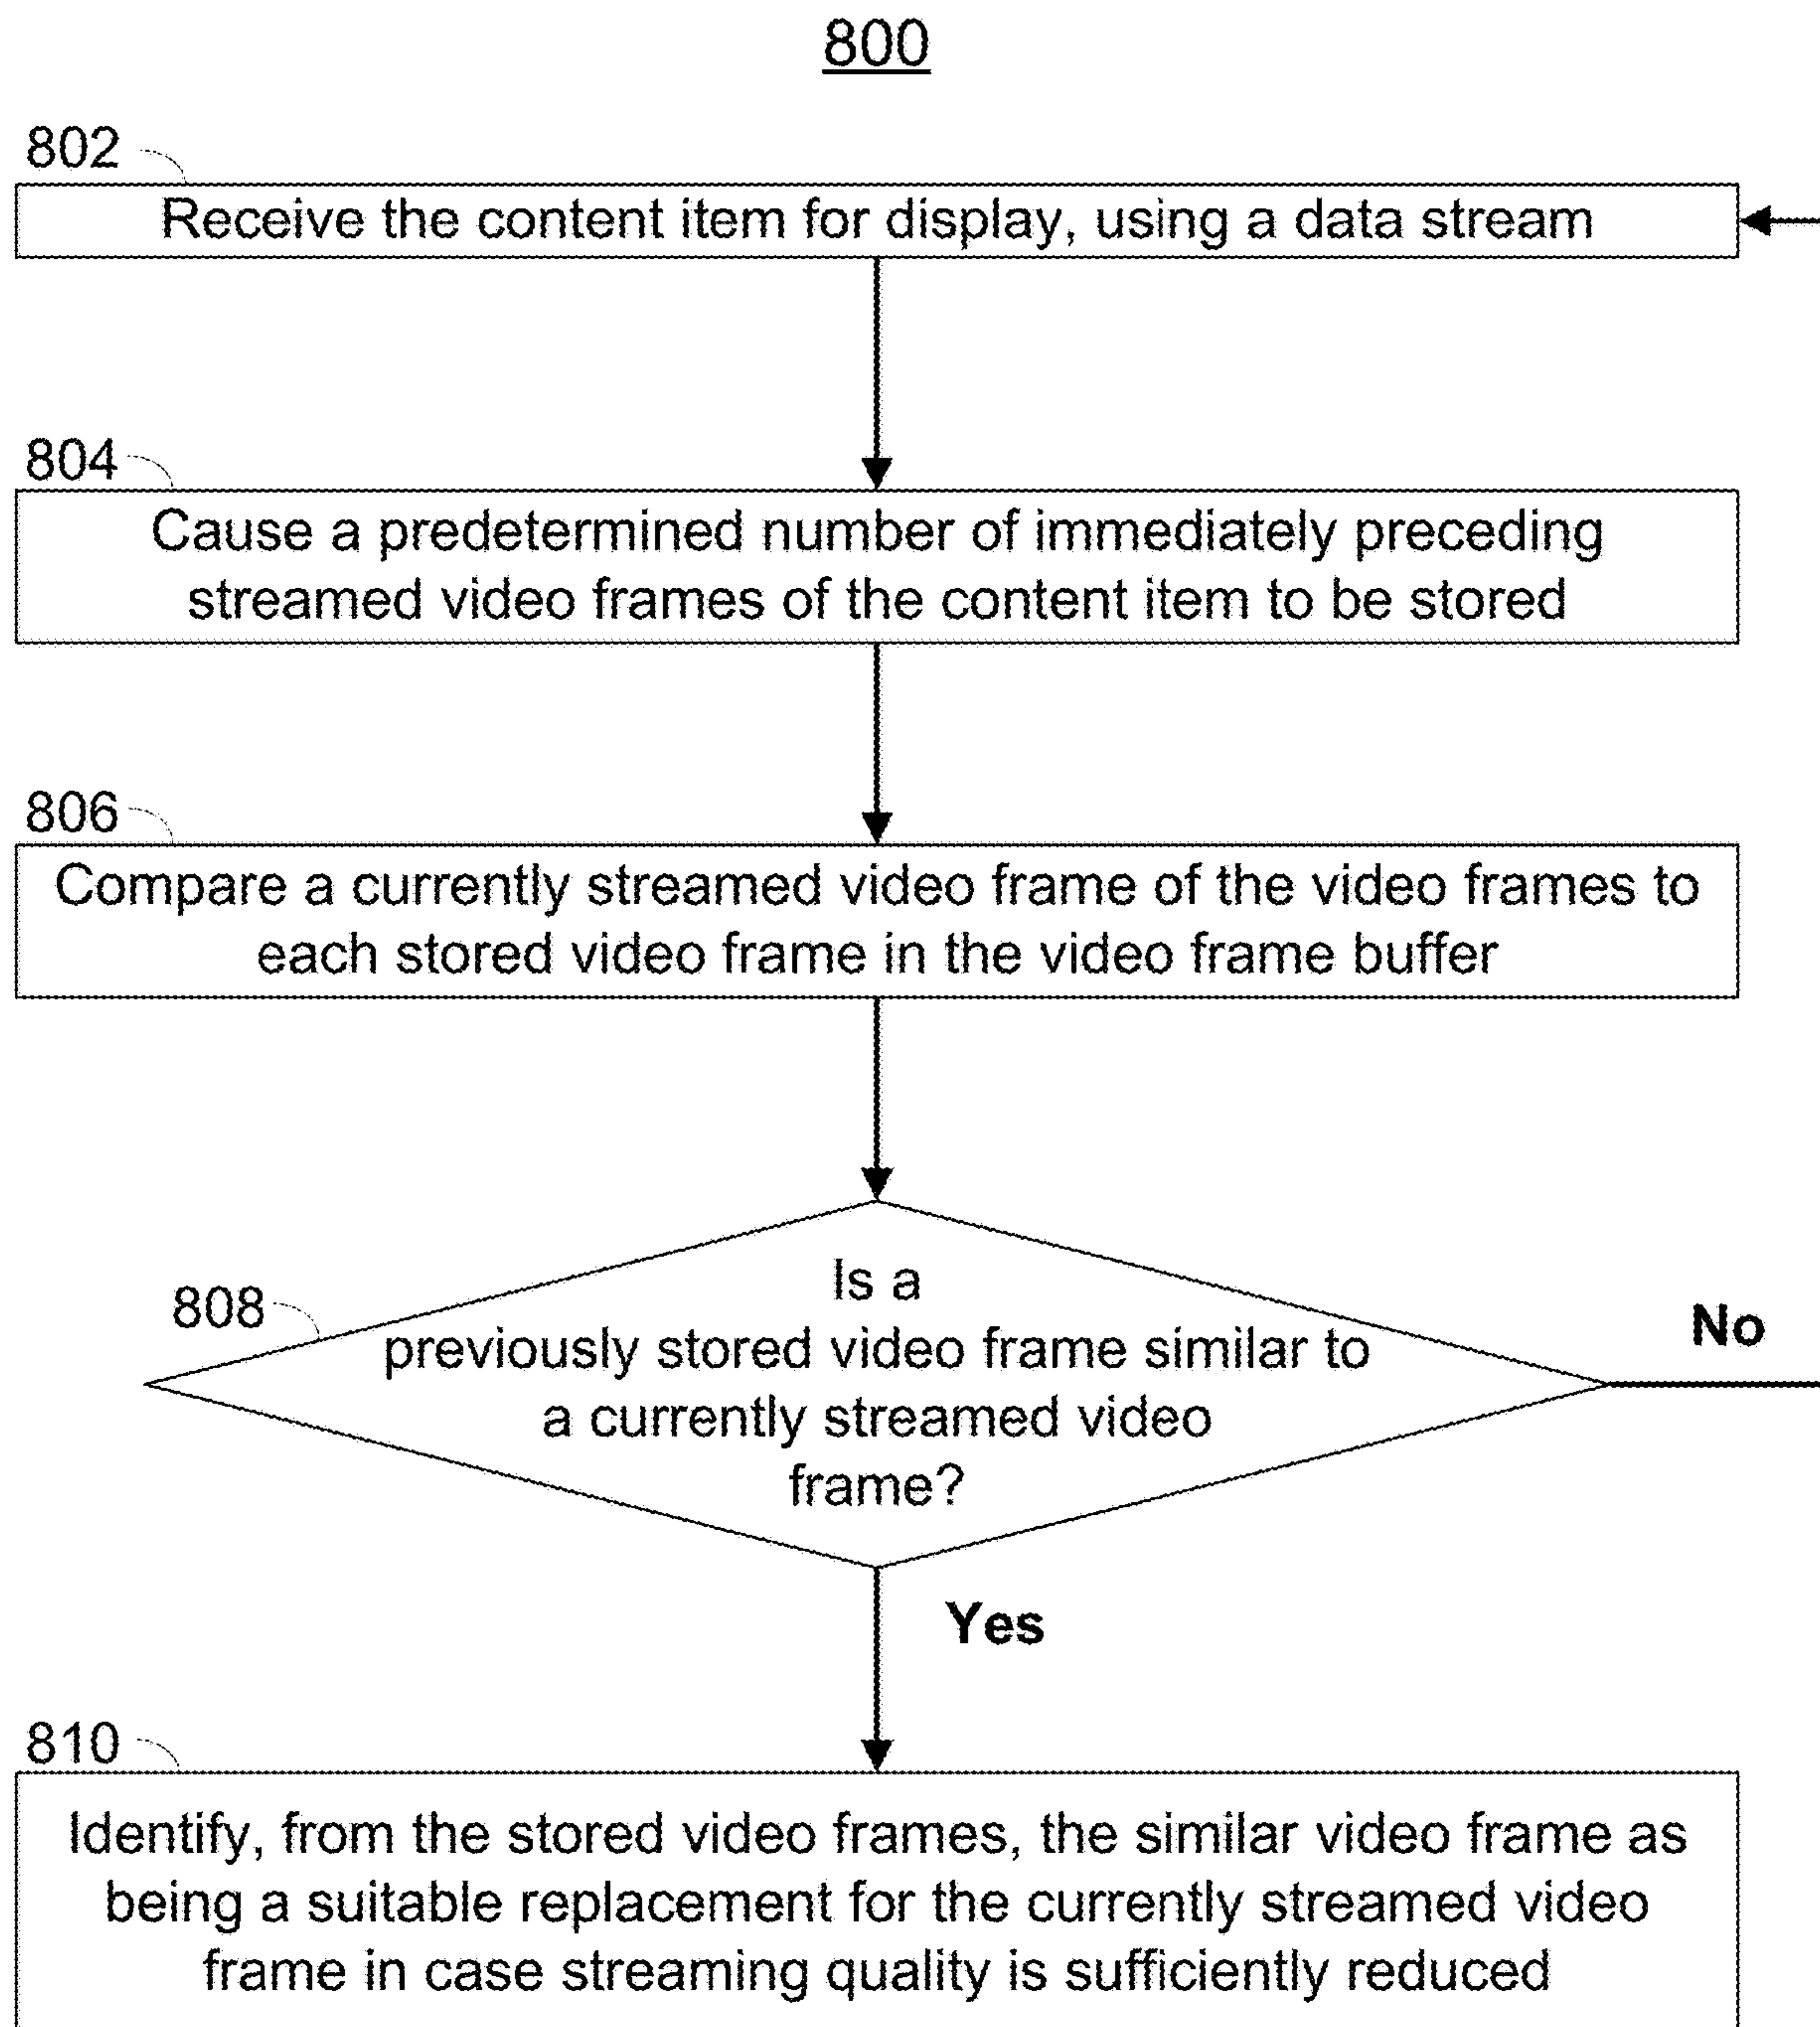 800
802
Receive the content item for display, using a data stream
804
Cause a predetermined number of immediately preceding
streamed video frames of the content item to be stored
806
Compare a currently streamed video frame of the video frames to
each stored video frame in the video frame buffer
808
Is a
previously stored video frame similar to
a currently streamed video
frame?
No
Yes
810
Identify, from the stored video frames, the similar video frame as
being a suitable replacement for the currently streamed video
frame in case streaming quality is sufficiently reduced